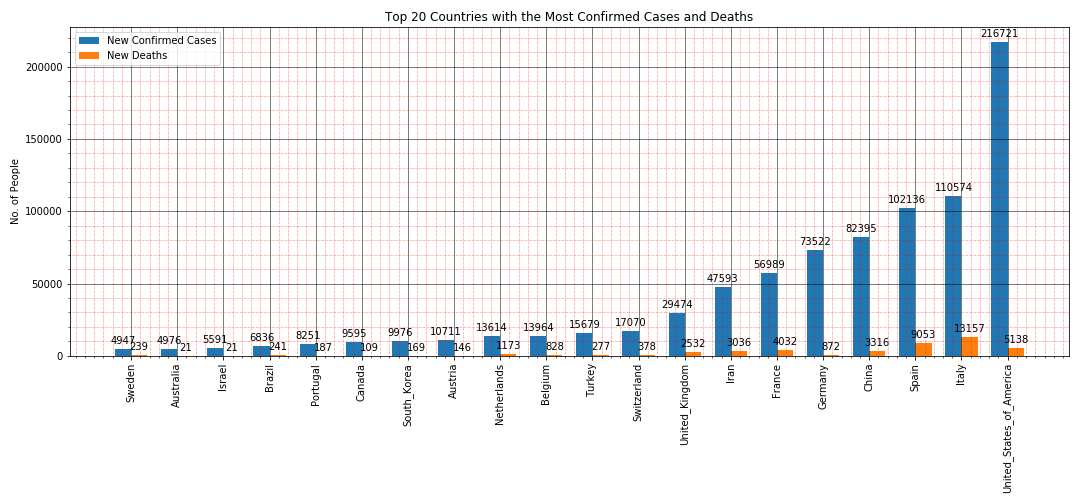 Top 20 Countries with the Most Confirmed Cases and Deaths
New Confirmed Cases
New Deaths
No. of People
200000
150000
100000
50000
0
4947 239
4976 21
5591 21
6836 241
8251 187
9595 109
9976 169
10711 146
13614 1173
13964 828
15679 277
17070 378
29474 2532
47593 3036
56989 4032
73522 872
82395 3316
102136 9053
110574 13157
216721 5138
Sweden
Australia
Israel
Brazil
Portugal
Canada
South_Korea
Austria
Netherlands
Belgium
Turkey
Switzerland
United_Kingdom
Iran
France
Germany
China
Spain
Italy
United_States_of_America